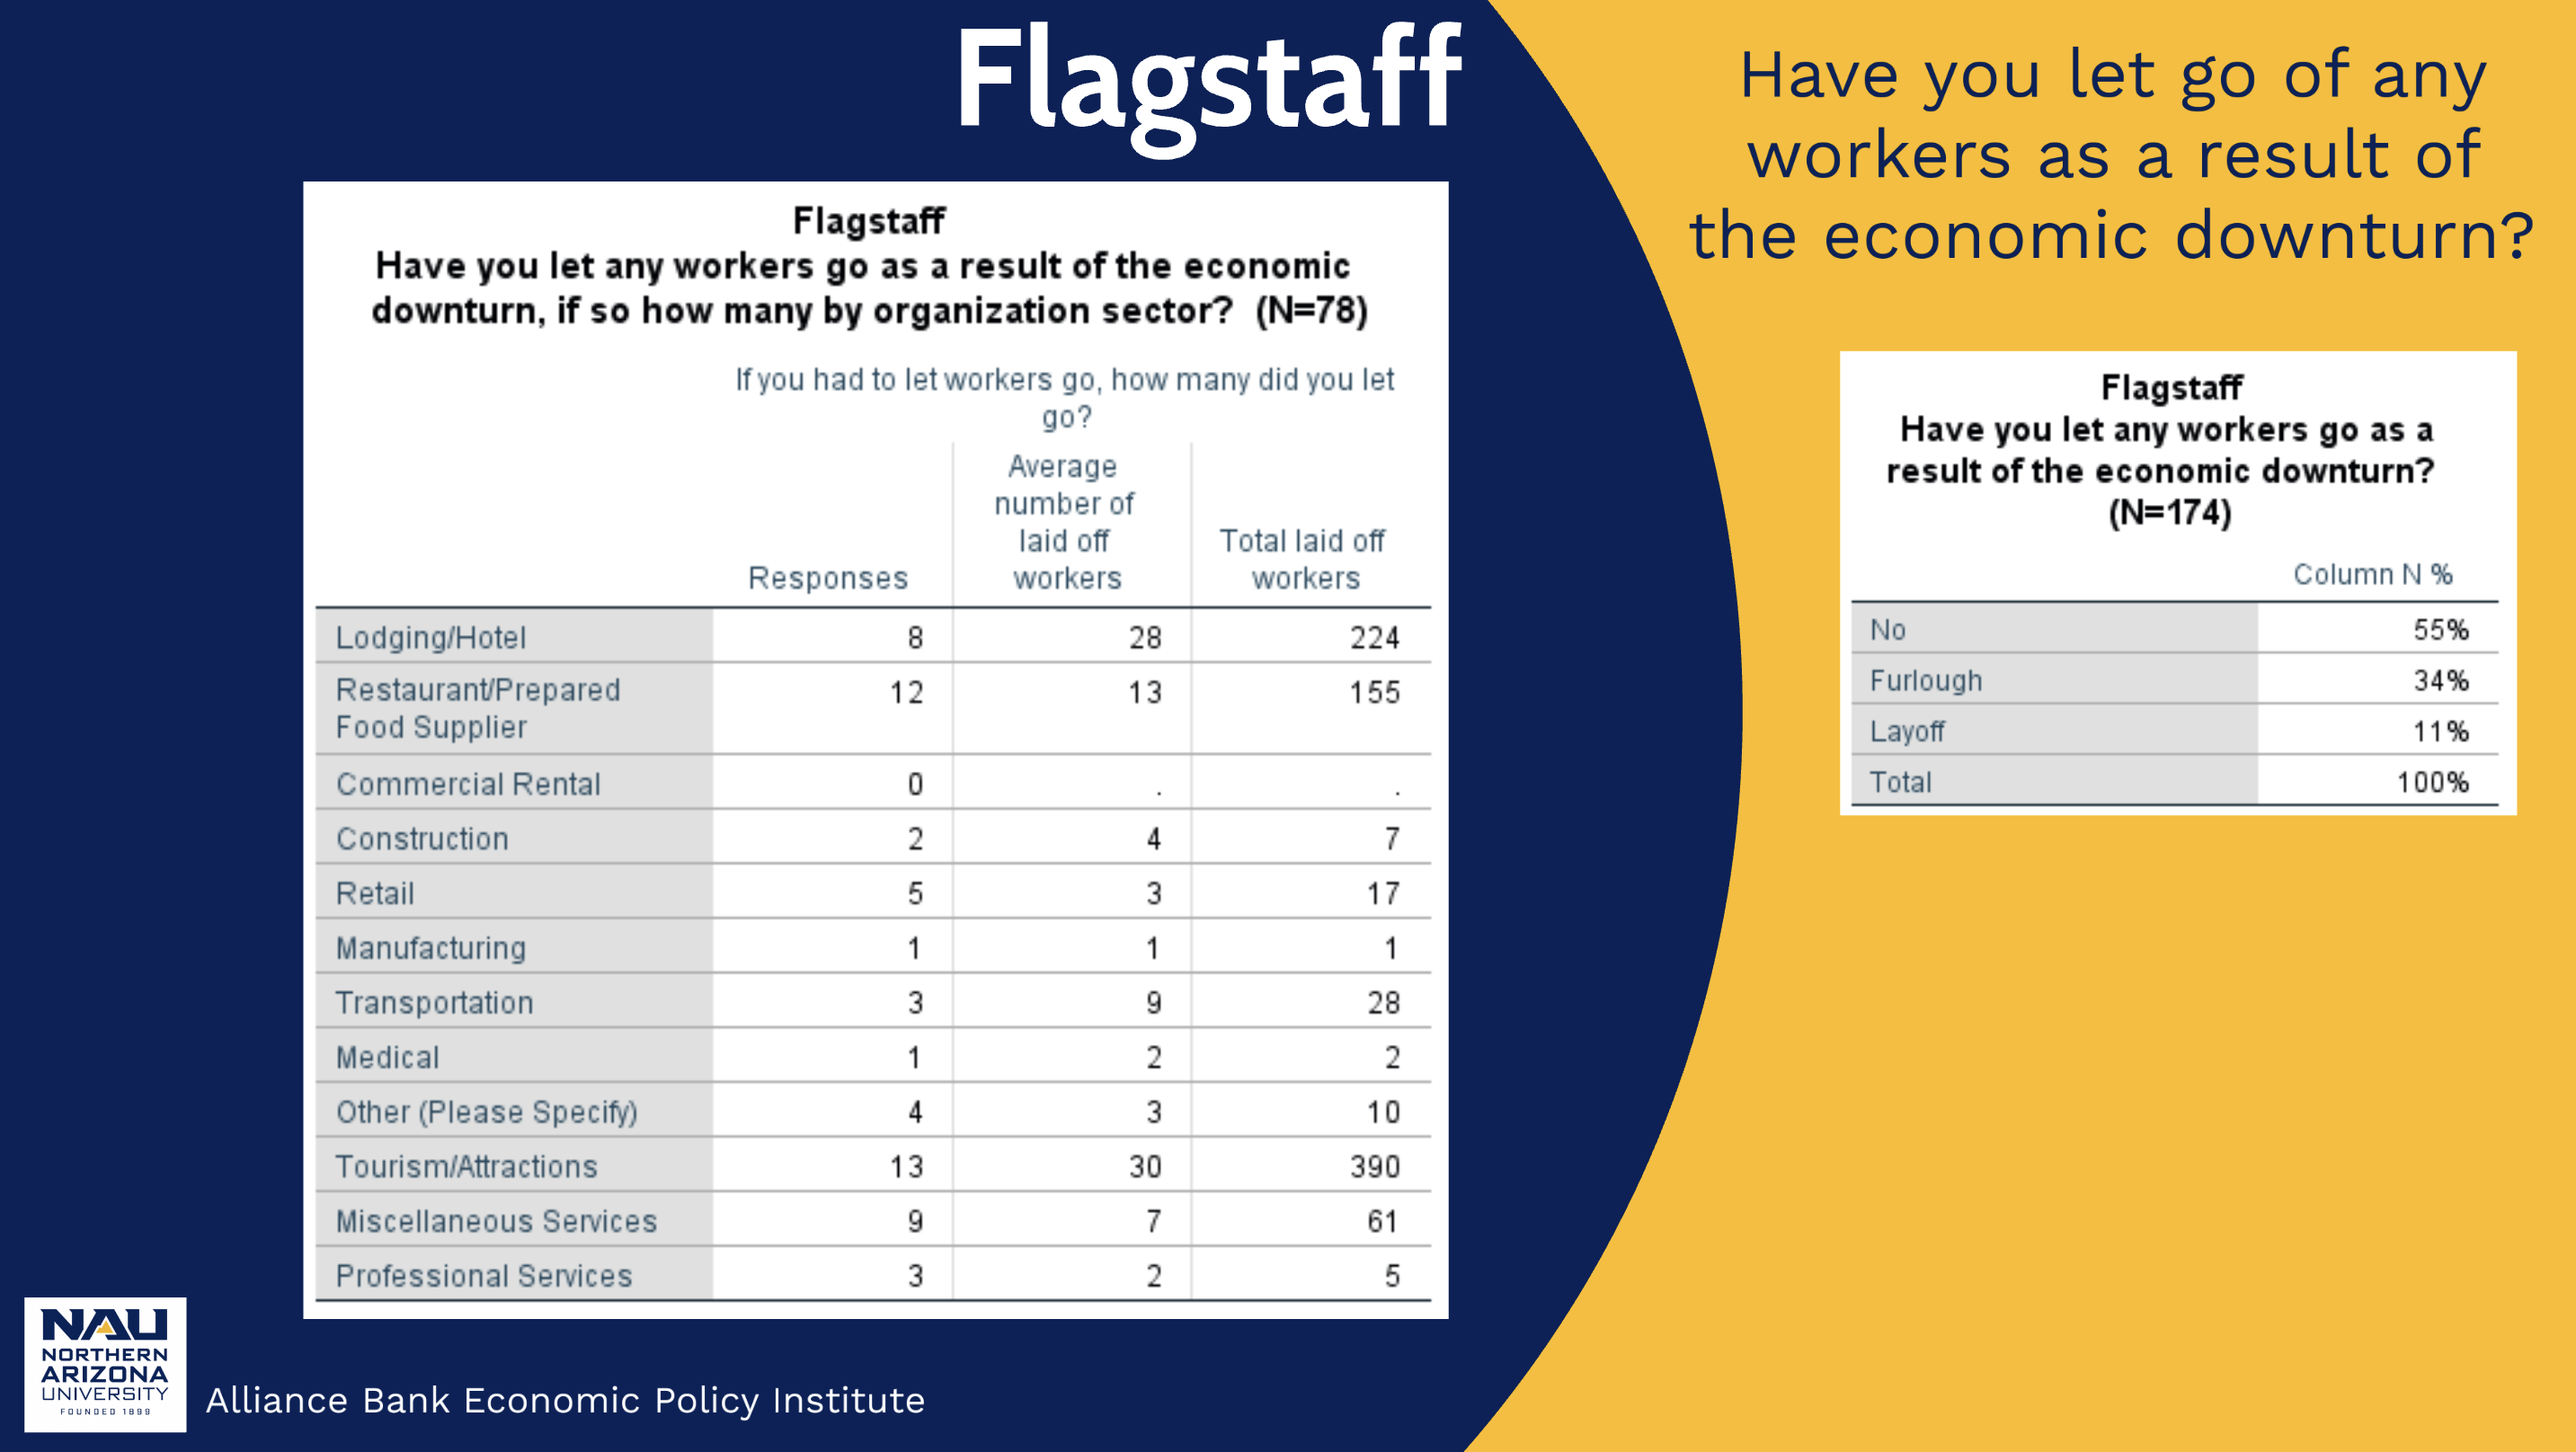 Flagstaff
Have you let go of any
workers as a result of
the economic downturn?
Flagstaff
Have you let any workers go as a result of the economic
downturn, if so how many by organization sector? (N=78)
If you had to let workers go, how many did you let
go?
Responses Average number of laid off workers Total laid off workers
Lodging/Hotel 8 28 224
Restaurant/Prepared Food Supplier 12 13 155
Commercial Rental 0 . .
Construction 2 4 7
Retail 5 3 17
Manufacturing 1 1 1
Transportation 3 9 28
Medical 1 2 2
Other (Please Specify) 4 3 10
Tourism/Attractions 13 30 390
Miscellaneous Services 9 7 61
Professional Services 3 2 5
Flagstaff
Have you let any workers go as a
result of the economic downturn?
(N=174)
Column N %
No 55%
Furlough 34%
Layoff 11%
Total 100%
NAU
NORTHERN
ARIZONA
UNIVERSITY
FOUNDED 1899
Alliance Bank Economic Policy Institute